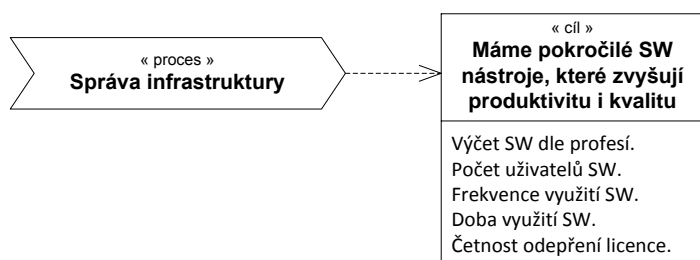 « proces »
Správa infrastruktury
« cíl »
Máme pokročilé SW
nástroje, které zvyšují
produktivitu i kvalitu
Výčet SW dle profesí.
Počet uživatelů SW.
Frekvence využití SW.
Doba využití SW.
Četnost odepření licence.